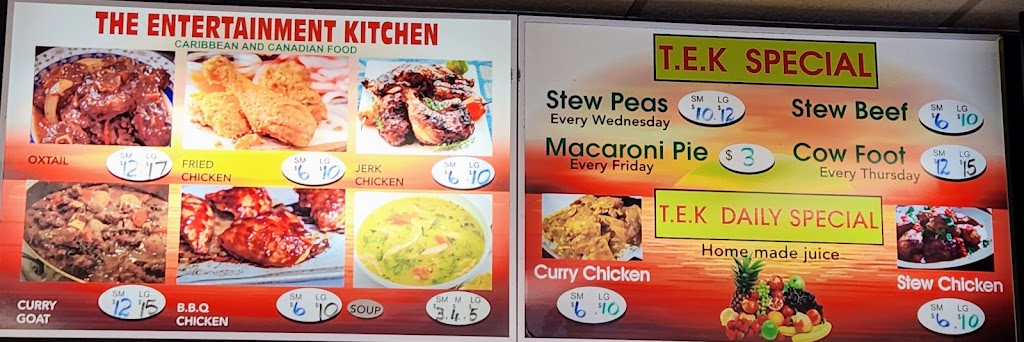 THE ENTERTAINMENT KITCHEN
CARIBBEAN AND CANADIAN FOOD
OXTAIL
SM LG
12 17
FRIED
CHICKEN
SM LG
$6 $10
JERK
CHICKEN
SM LG
$6 $10
CURRY
GOAT
SM LG
$12 $15
B.B.Q
CHICKEN
SM LG
$6 $10
SOUP
SM M LG
$3 $4 $5
T.E.K SPECIAL
Stew Peas
Every Wednesday
SM LG
$10 $12
Stew Beef
SM LG
$6 $10
Macaroni Pie
Every Friday
$ 3
Cow Foot
Every Thursday
SM LG
$12 $15
T.E.K DAILY SPECIAL
Home made juice
Curry Chicken
SM LG
$6 $10
Stew Chicken
SM LG
$6 $10